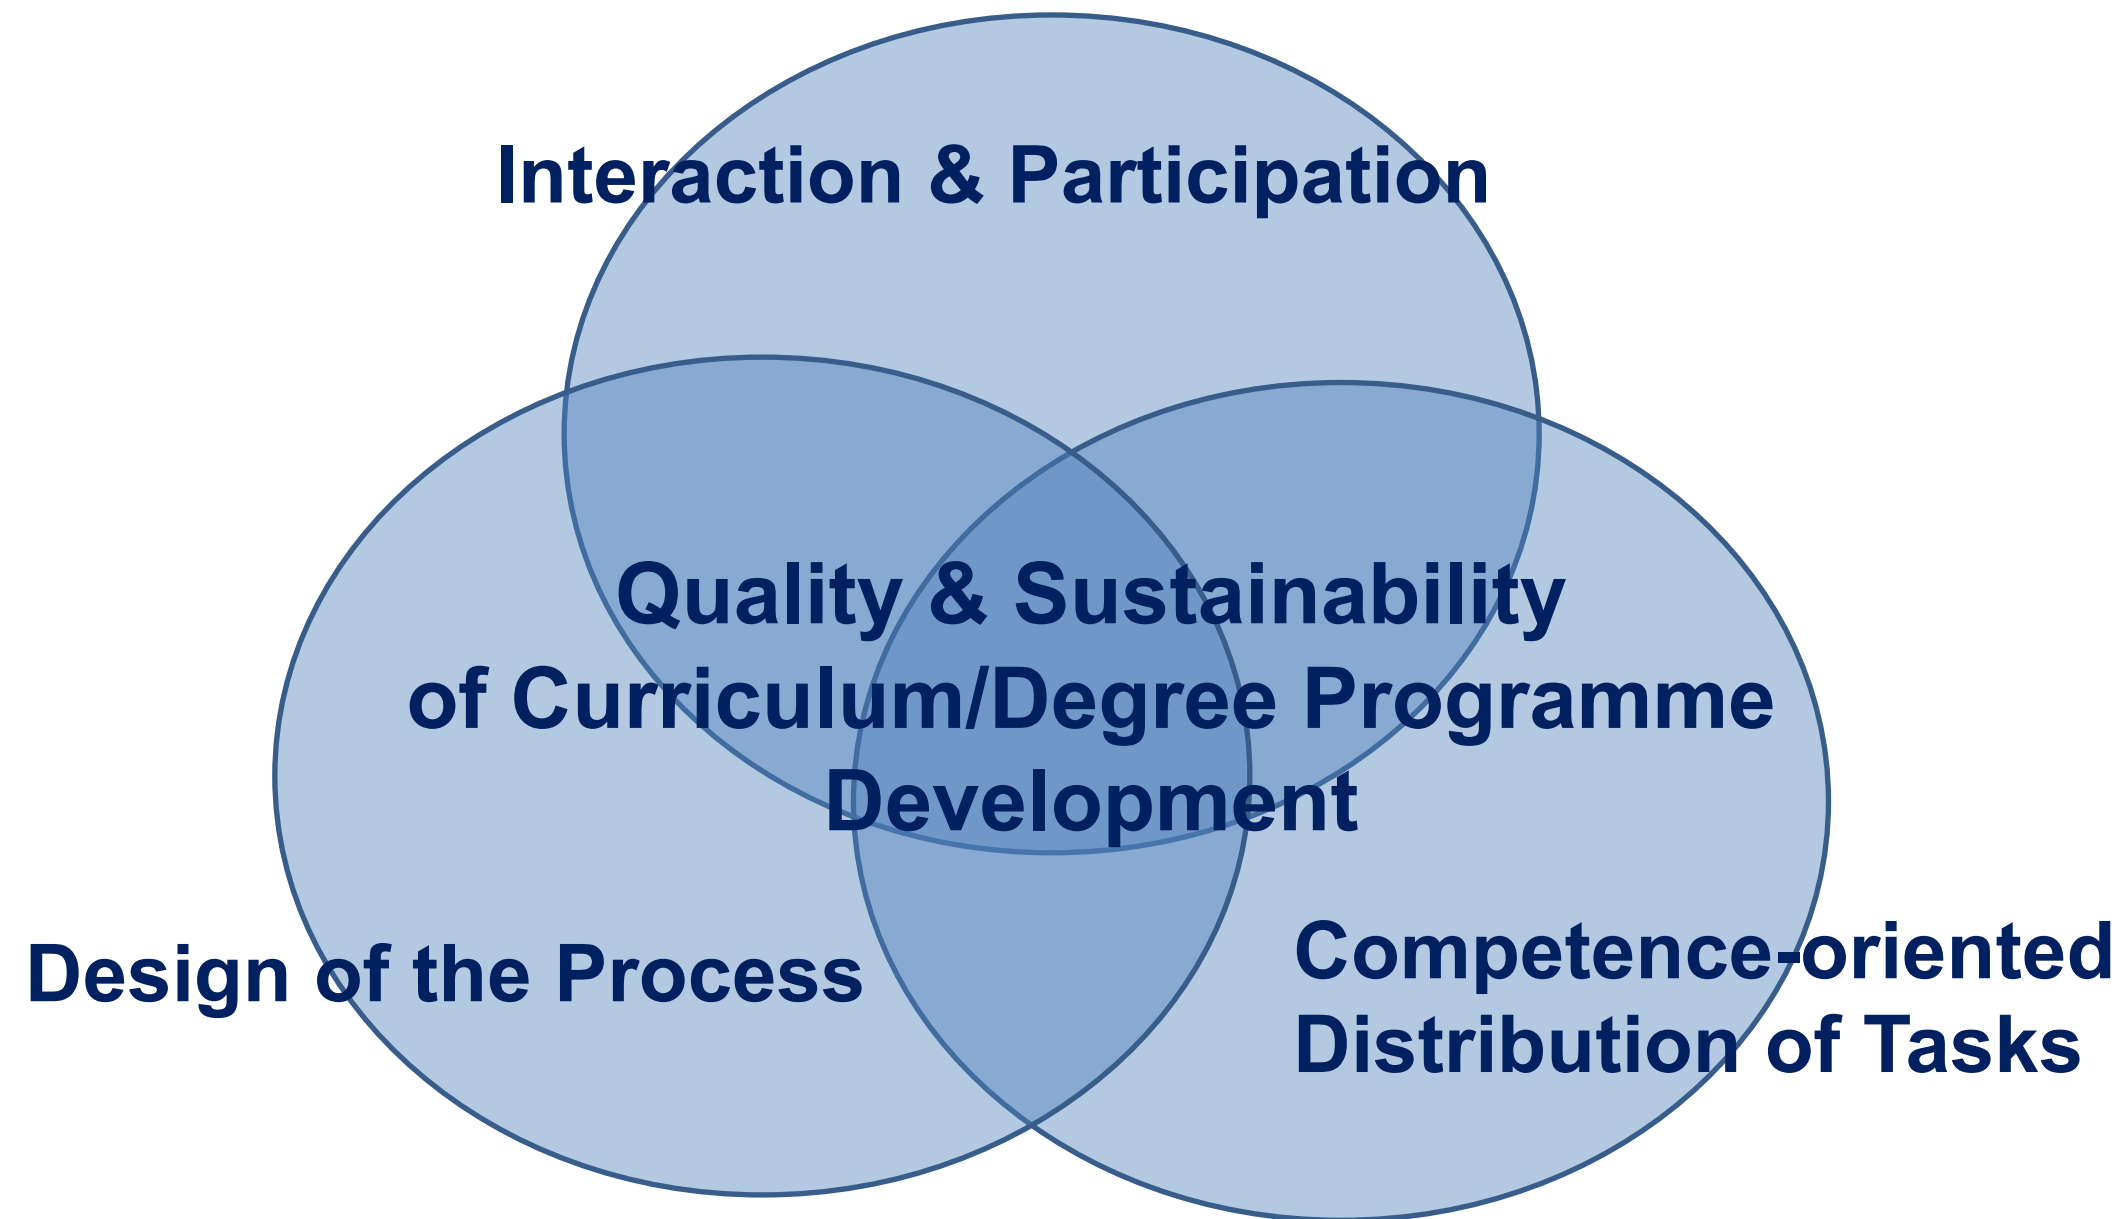 Interaction & Participation
Quality & Sustainability
of Curriculum/Degree Programme
Development
Design of the Process
Competence-oriented
Distribution of Tasks